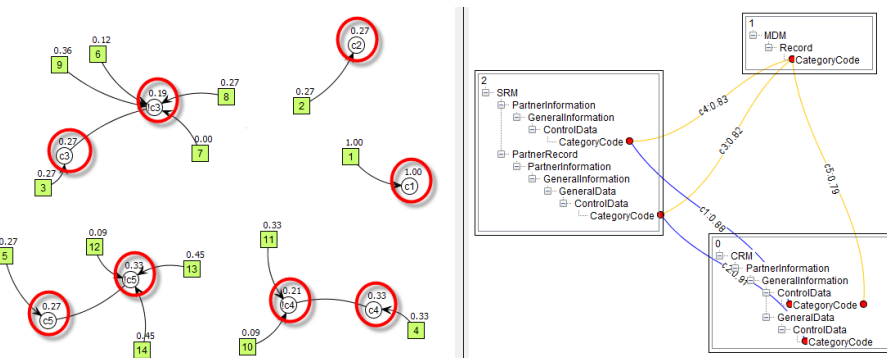 0.36
0.12
9
6
0.19
!c3
0.27
8
0.00
7
0.27
c3
0.27
3
0.27
c2
0.27
2
1.00
1
1.00
c1
0.27
5
0.09
12
0.33
c5
0.45
13
0.27
c5
0.45
14
0.33
11
0.21
!c4
0.33
c4
0.33
4
0.09
10
1
MDM
Record
CategoryCode
2
SRM
PartnerInformation
GeneralInformation
ControlData
CategoryCode
PartnerRecord
PartnerInformation
GeneralInformation
GeneralData
ControlData
CategoryCode
c4:0.83
c3:0.82
c5:0.79
c1:0.88
0
CRM
PartnerInformation
GeneralInformation
ControlData
CategoryCode
GeneralData
ControlData
CategoryCode